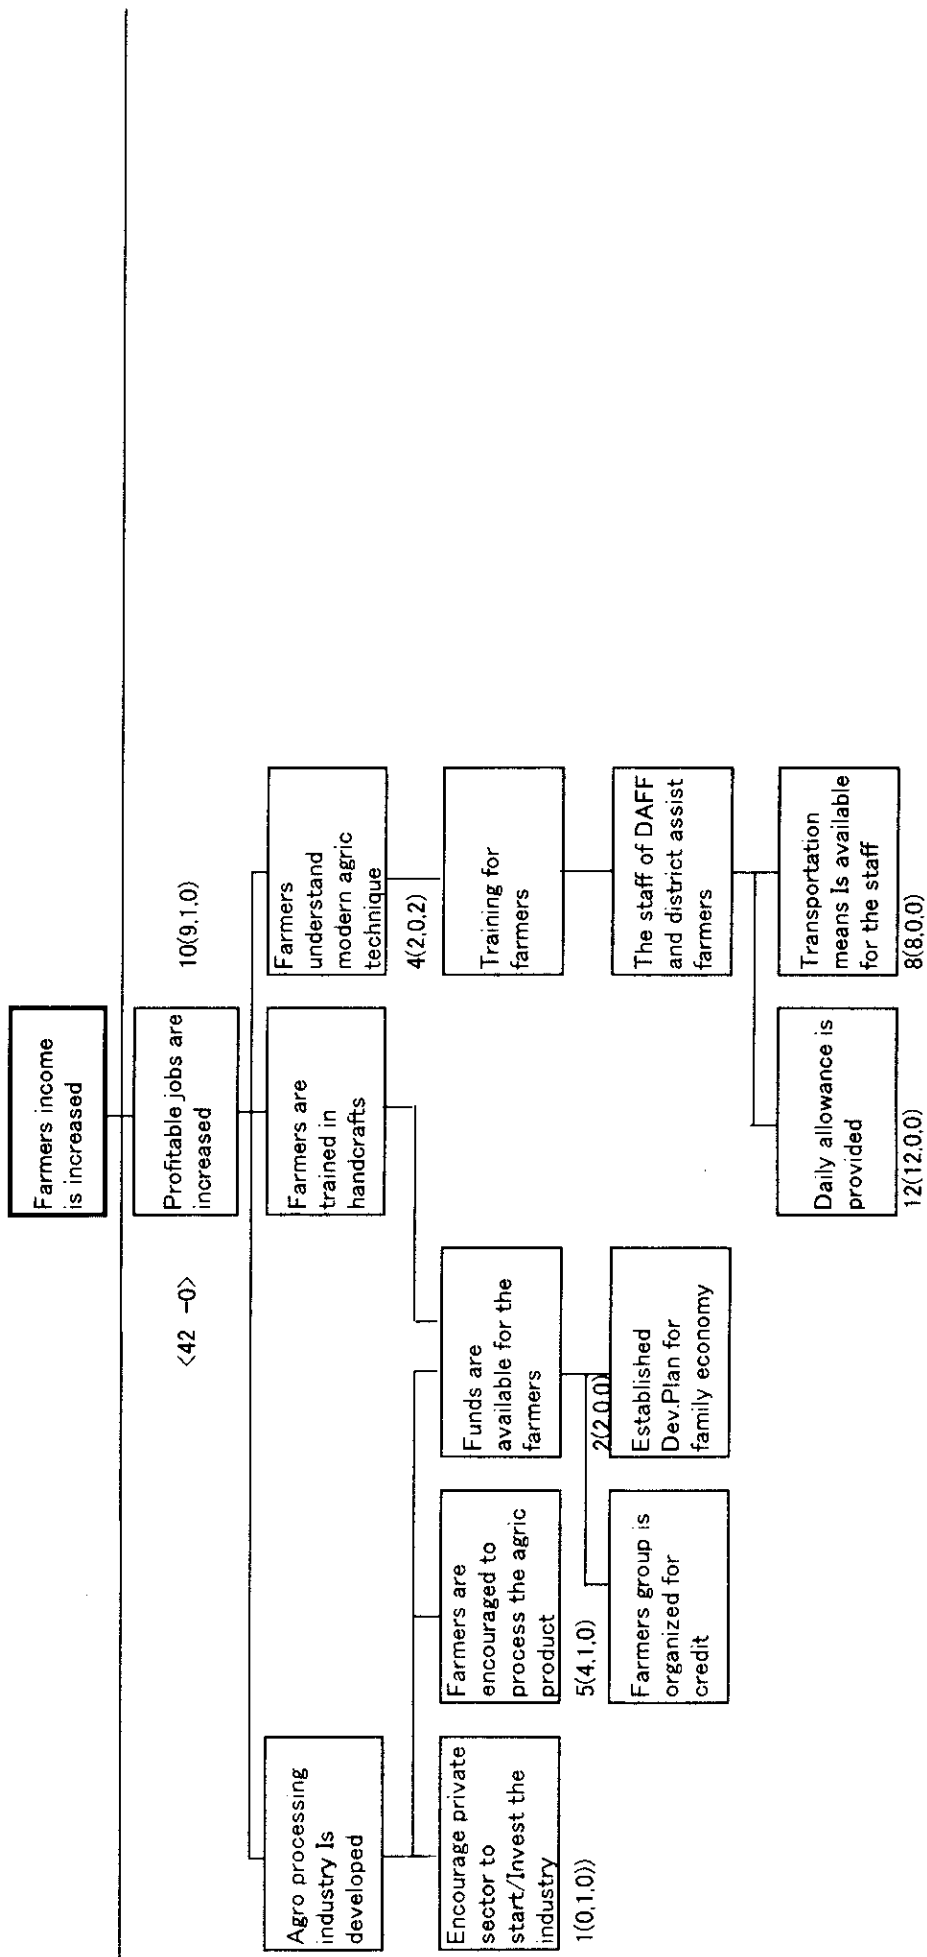 Farmers income
is increased
<42  -0>
Profitable jobs are
increased
10(9,1,0)
Agro processing
industry Is
developed
Farmers are
trained in
handcrafts
Farmers
understand
modern agric
technique
4(2,0,2)
Encourage private
sector to
start/Invest the
industry
1(0,1,0))
Farmers are
encouraged to
process the agric
product
5(4,1,0)
Funds are
available for the
farmers
2(2,0,0)
Training for
farmers
Farmers group is
organized for
credit
Established
Dev.Plan for
family economy
The staff of DAFF
and district assist
farmers
Daily allowance is
provided
12(12,0,0)
Transportation
means Is available
for the staff
8(8,0,0)